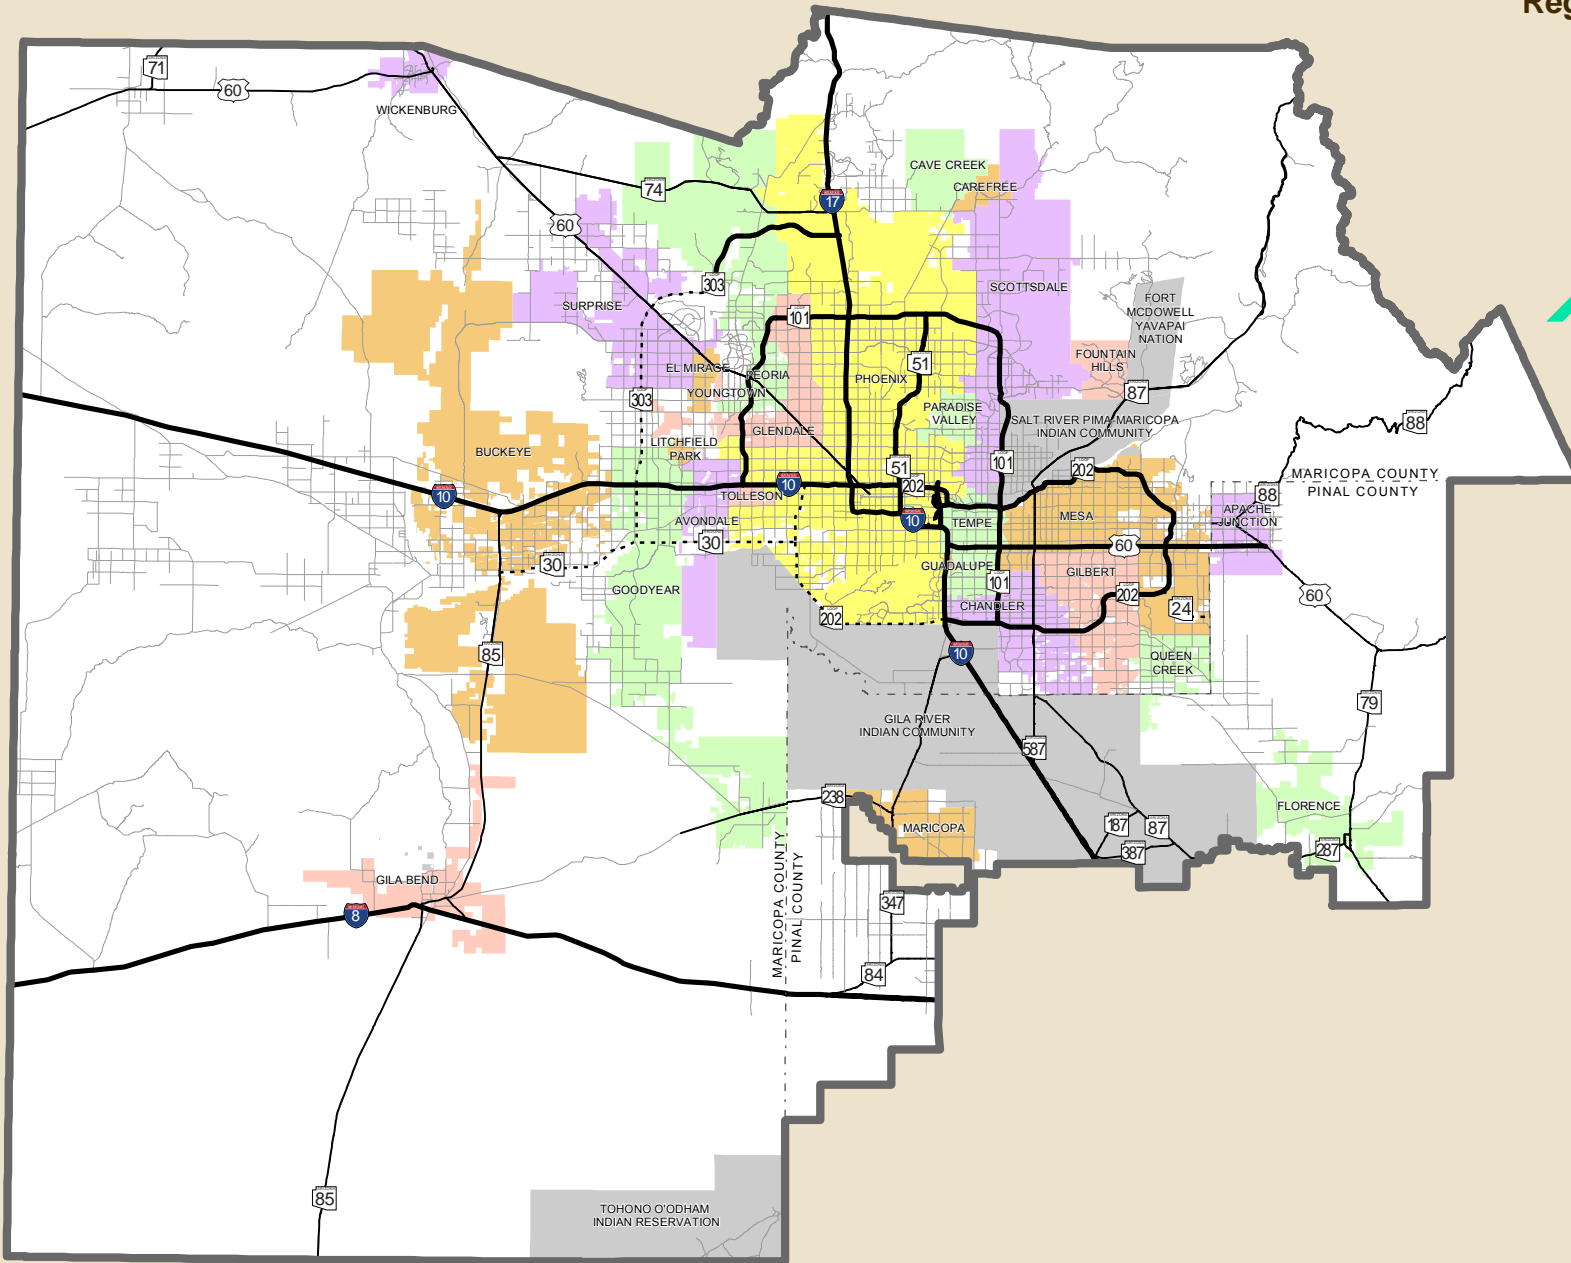 Reg
71
60
WICKENBURG
74
60
17
CAVE CREEK
CAREFREE
303
SURPRISE
SCOTTSDALE
FORT
MCDOWELL
YAVAPAI
NATION
101
51
EL MIRAGE
PEORIA
PHOENIX
FOUNTAIN
HILLS
YOUNGTOWN
303
87
PARADISE
VALLEY
SALT RIVER PIMA-MARICOPA
INDIAN COMMUNITY
88
GLENDALE
LITCHFIELD
PARK
BUCKEYE
51
101
202
MARICOPA COUNTY
PINAL COUNTY
10
10
202
TOLLESON
88
APACHE
JUNCTION
AVONDALE
10
TEMPE
MESA
30
60
30
GUADALUPE
GILBERT
101
GOODYEAR
202
60
CHANDLER
24
202
85
10
QUEEN
CREEK
79
GILA RIVER
INDIAN COMMUNITY
587
238
FLORENCE
MARICOPA
187
87
287
387
MARICOPA COUNTY
PINAL COUNTY
GILA BEND
8
347
84
85
TOHONO O'ODHAM
INDIAN RESERVATION